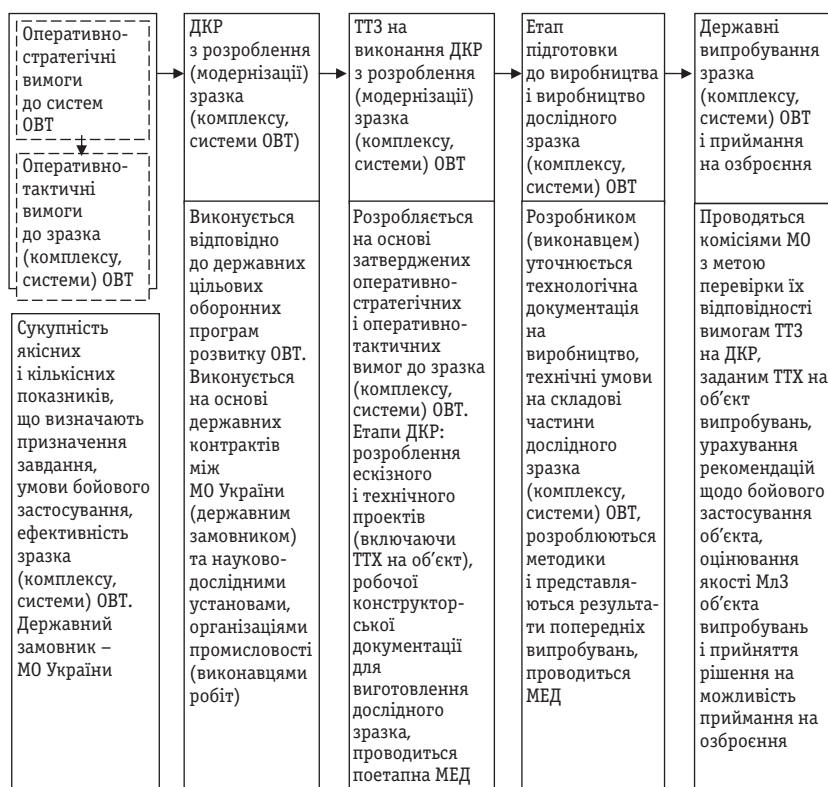 Оперативно-
стратегічні
вимоги
до систем
ОВТ
Оперативно-
тактичні
вимоги
до зразка
(комплексу,
системи) ОВТ
Сукупність
якісних
і кількісних
показників,
що визначають
призначення
завдання,
умови бойового
застосування,
ефективність
зразка
(комплексу,
системи) ОВТ.
Державний
замовник –
МО України
ДКР
з розроблення
(модернізації)
зразка
(комплексу,
системи ОВТ)
Виконується
відповідно
до державних
цільових
оборонних
програм
розвитку ОВТ.
Виконується
на основі
державних
контрактів
між
МО України
(державним
замовником)
та науково-
дослідними
установами,
організаціями
промисловості
(виконавцями
робіт)
ТТЗ на
виконання ДКР
з розроблення
(модернізації)
зразка
(комплексу,
системи) ОВТ
Розробляється
на основі
затверджених
оперативно-
стратегічних
і оперативно-
тактичних
вимог до зразка
(комплексу,
системи) ОВТ.
Етапи ДКР:
розроблення
ескізного
і технічного
проектів
(включаючи
ТТХ на об’єкт),
робочої
конструктор-
ської
документації
для
виготовлення
дослідного
зразка,
проводиться
поетапна МЕД
Етап
підготовки
до виробництва
і виробництво
дослідного
зразка
(комплексу,
системи) ОВТ
Розробником
(виконавцем)
уточнюється
технологічна
документація
на
виробництво,
технічні умови
на складові
частини
дослідного
зразка
(комплексу,
системи) ОВТ,
розроблюються
методики
і представля-
ються результа-
ти попередніх
випробувань,
проводиться
МЕД
Державні
випробування
зразка
(комплексу,
системи) ОВТ
і приймання
на озброєння
Проводяться
комісіями МО
з метою
перевірки їх
відповідності
вимогам ТТЗ
на ДКР,
заданим ТТХ на
об’єкт
випробувань,
урахування
рекомендацій
щодо бойового
застосування
об’єкта,
оцінювання
якості МлЗ
об’єкта
випробувань
і прийняття
рішення на
можливість
приймання на
озброєння